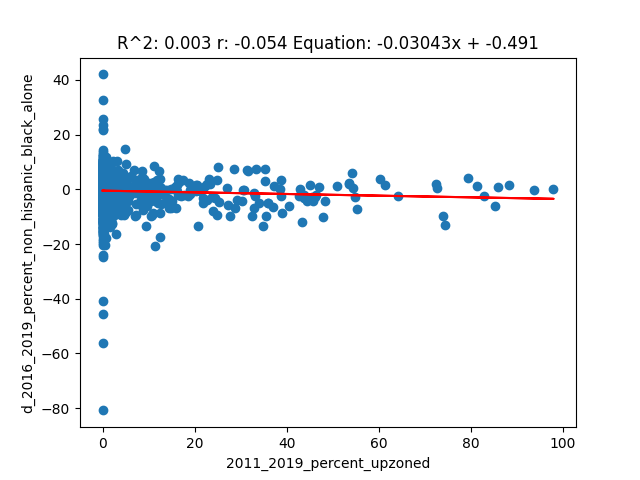 R^2: 0.003 r: -0.054 Equation: -0.03043x + -0.491
d_2016_2019_percent_non_hispanic_black_alone
40
20
0
−20
−40
−60
−80
0 20 40 60 80 100
2011_2019_percent_upzoned